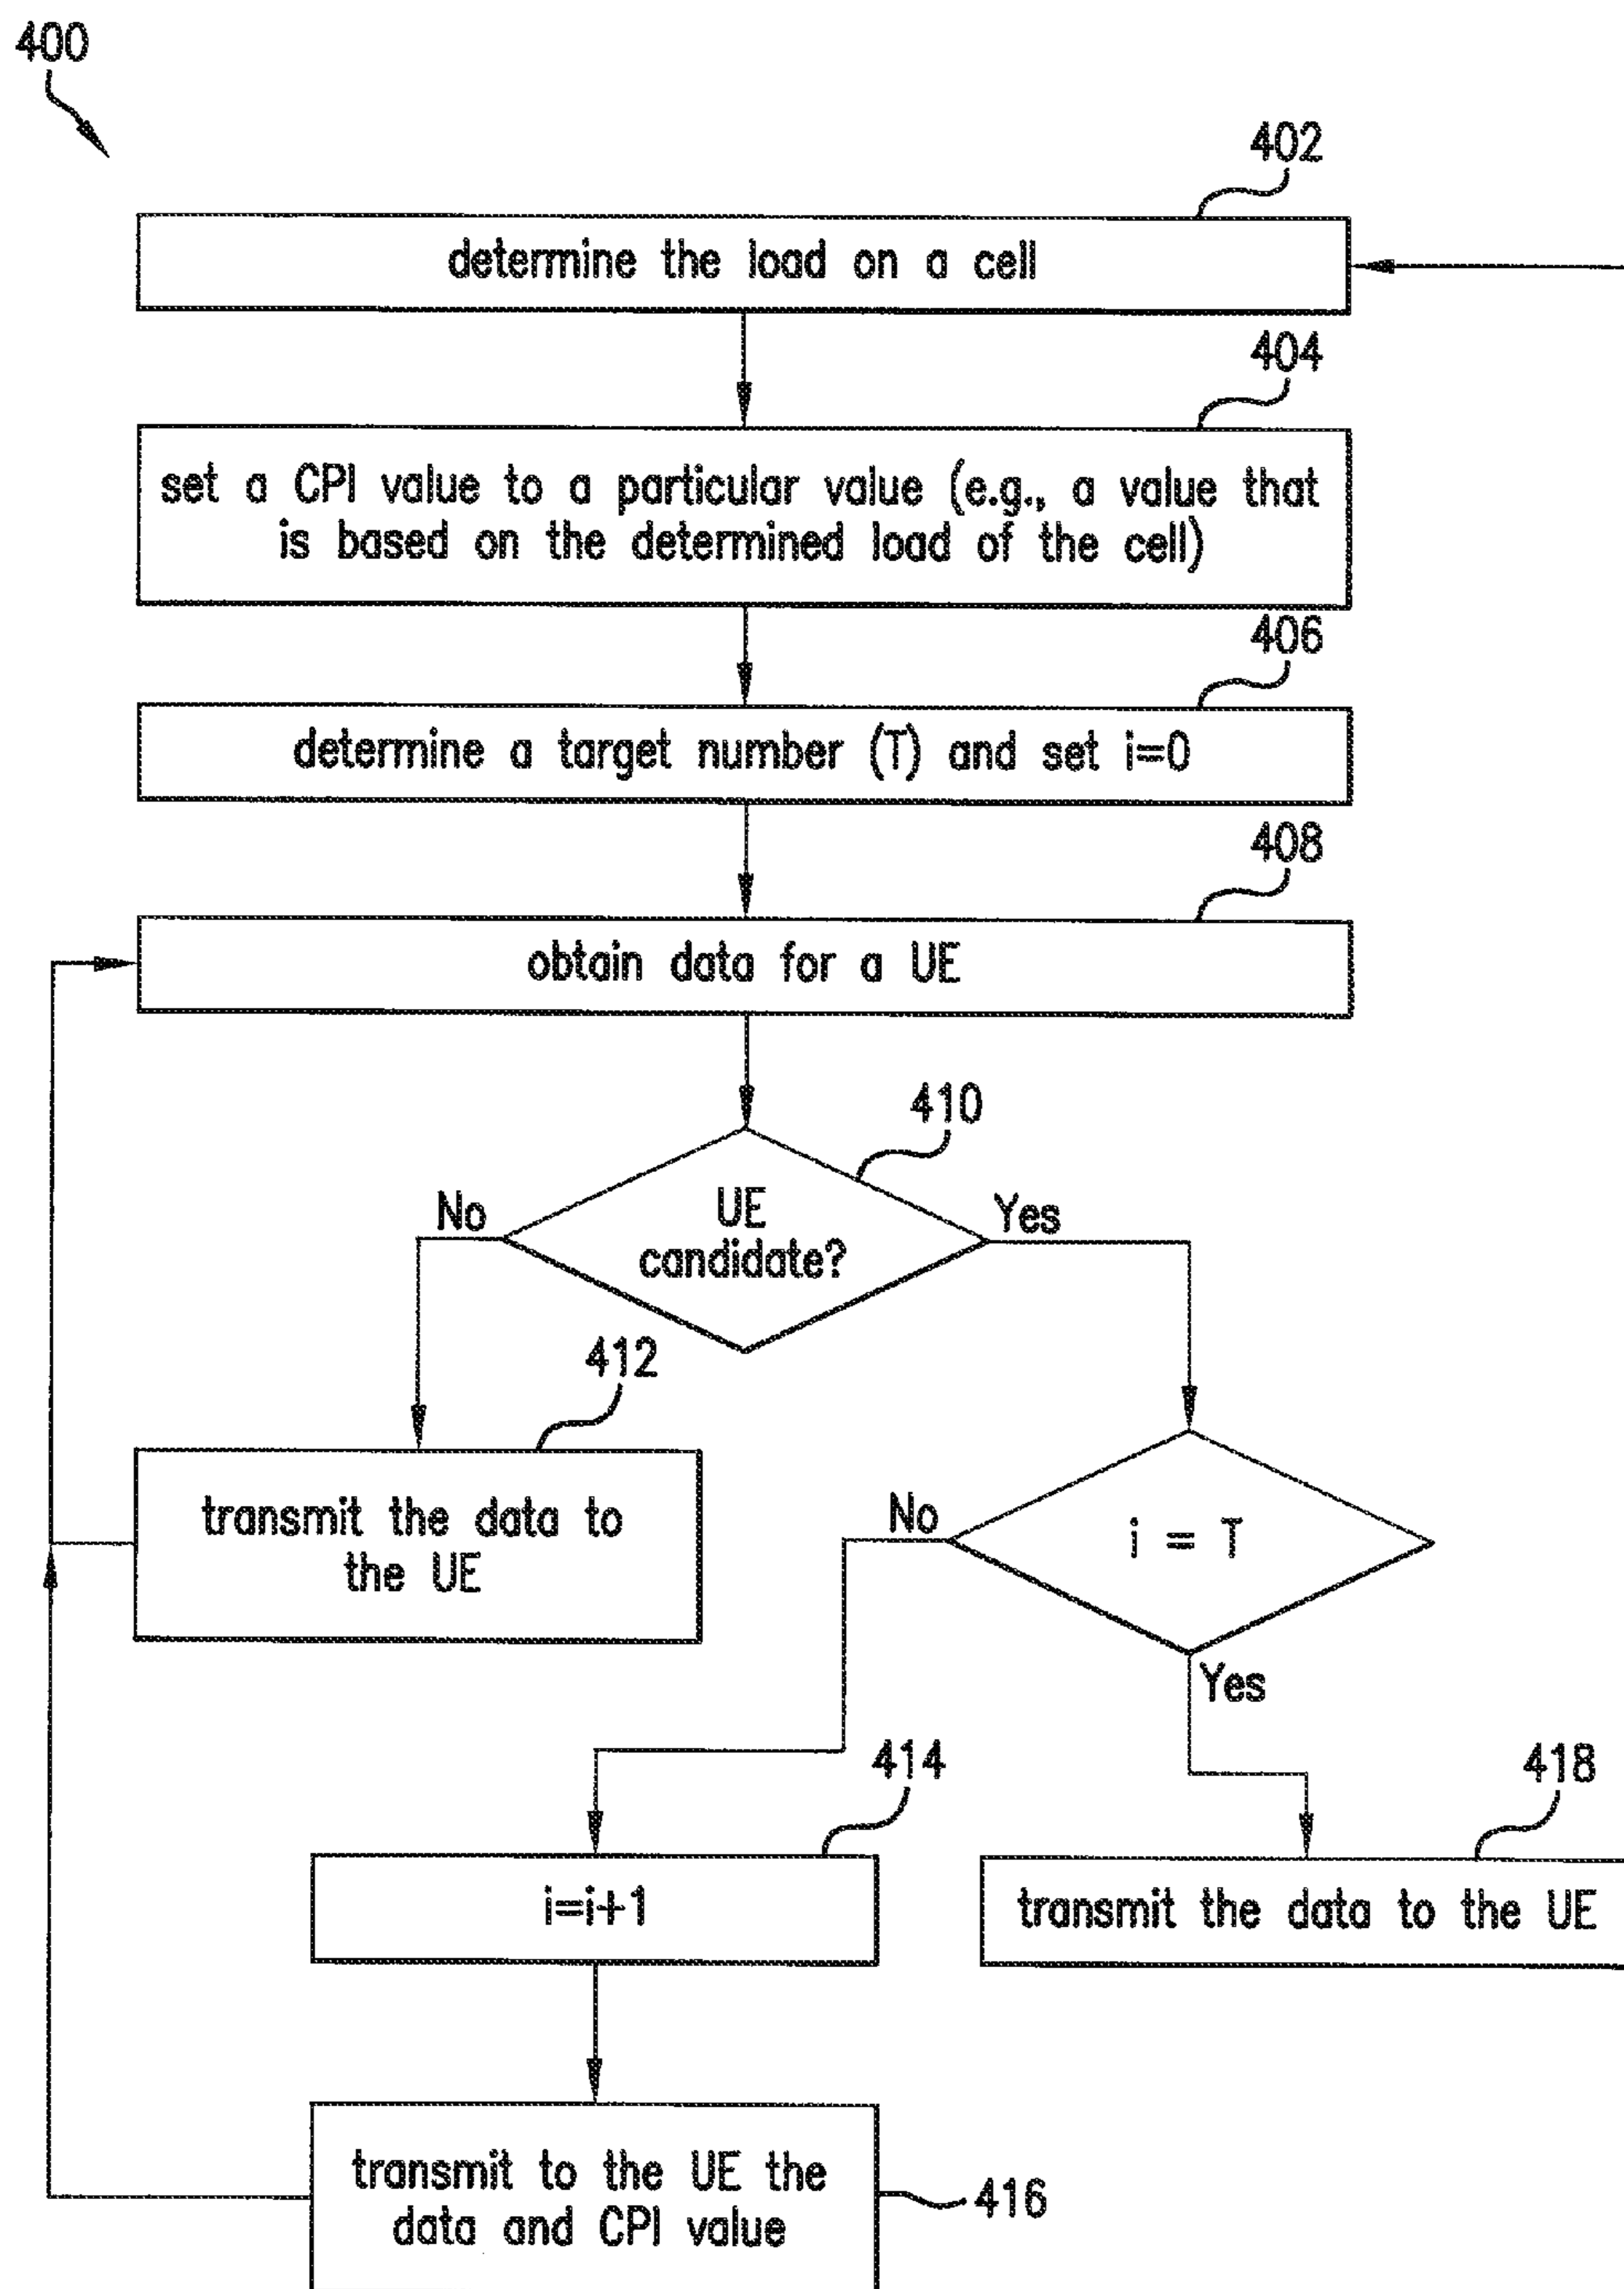 400
402
determine the load on a cell
404
set a CPI value to a particular value (e.g., a value that
is based on the determined load of the cell)
406
determine a target number (T) and set i=0
408
obtain data for a UE
410
UE
candidate?
No
Yes
412
transmit the data to
the UE
i = T
No
Yes
414
i=i+1
418
transmit the data to the UE
transmit to the UE the
data and CPI value
416